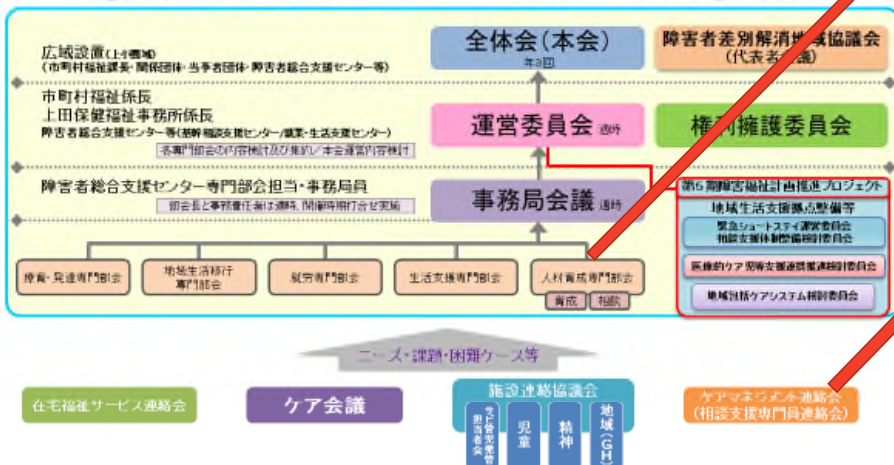 全体会(本会)
年3回
障害者差別解消地域協議会
(代表者会議)
広域設置(上小圏域)
(市町村福祉課長・関係団体・当事者団体・障害者総合支援センター等)
市町村福祉係長
上田保健福祉事務所係長
障害者総合支援センター等(基幹相談支援センター/就業・生活支援センター)
各専門部会の内容検討及び集約/本会運営内容検討
運営委員会 適時
権利擁護委員会
障害者総合支援センター専門部会担当・事務局員
部会長と事務責任者は適時、開催時期打合せ実施
事務局会議 適時
第5期障害福祉計画推進プロジェクト
地域生活支援拠点整備等
緊急ショートステイ運営委員会
相談支援体制整備検討委員会
医療的ケア児等支援連携推進検討委員会
地域包括ケアシステム検討委員会
療育・発達専門部会
地域生活移行
専門部会
就労専門部会
生活支援専門部会
人材育成専門部会
育成
相談
ニーズ・課題・困難ケース等
在宅福祉サービス連絡会
ケア会議
施設連絡協議会
担当者会
児童
精神
地域(GH)
ケアマネジメント連絡会
(相談支援専門員連絡会)